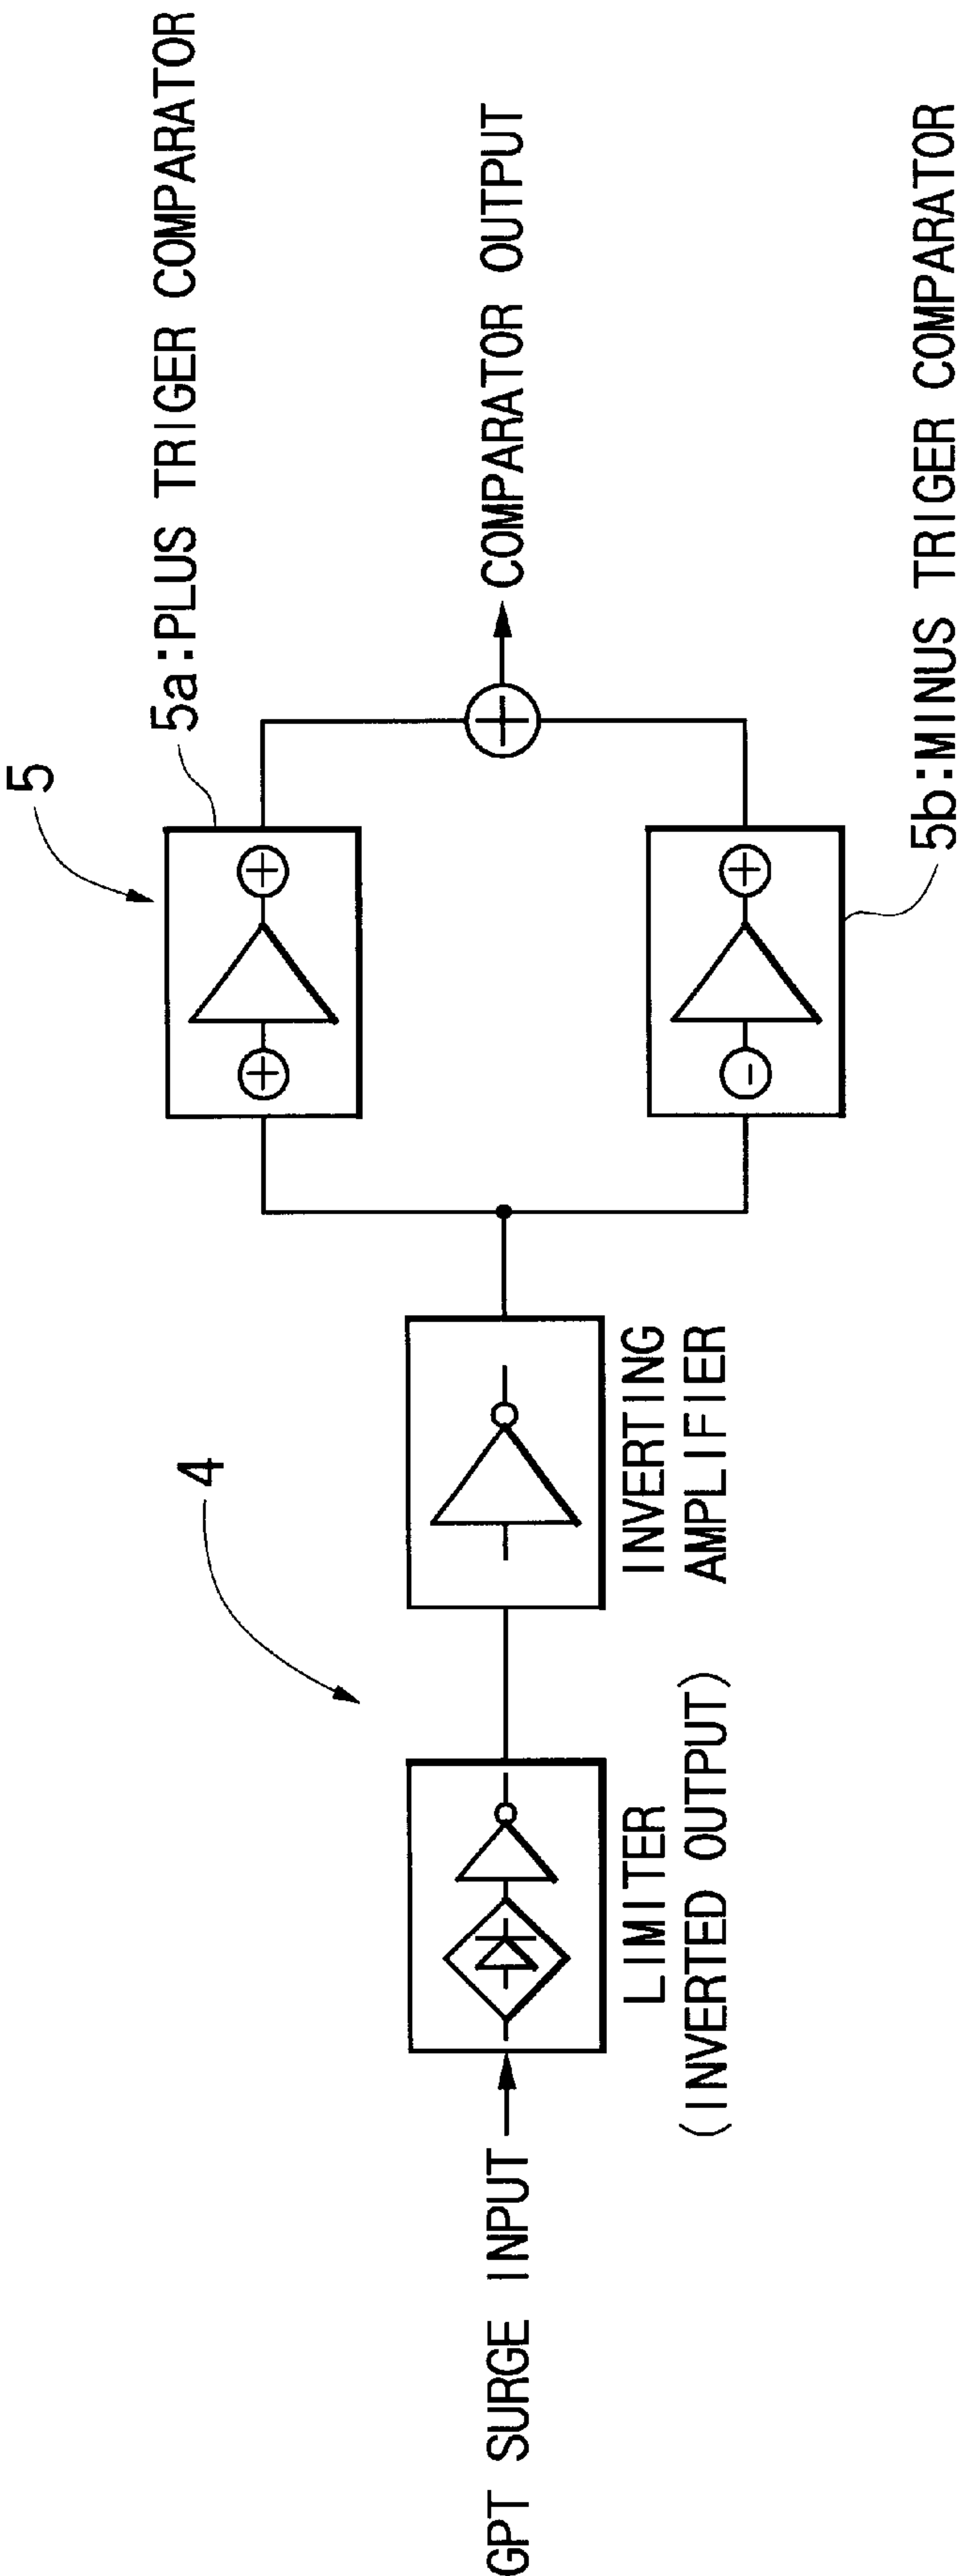 GPT SURGE INPUT
LIMITER
(INVERTED OUTPUT)
4
INVERTING
AMPLIFIER
5
5a:PLUS TRIGER COMPARATOR
COMPARATOR OUTPUT
5b:MINUS TRIGER COMPARATOR